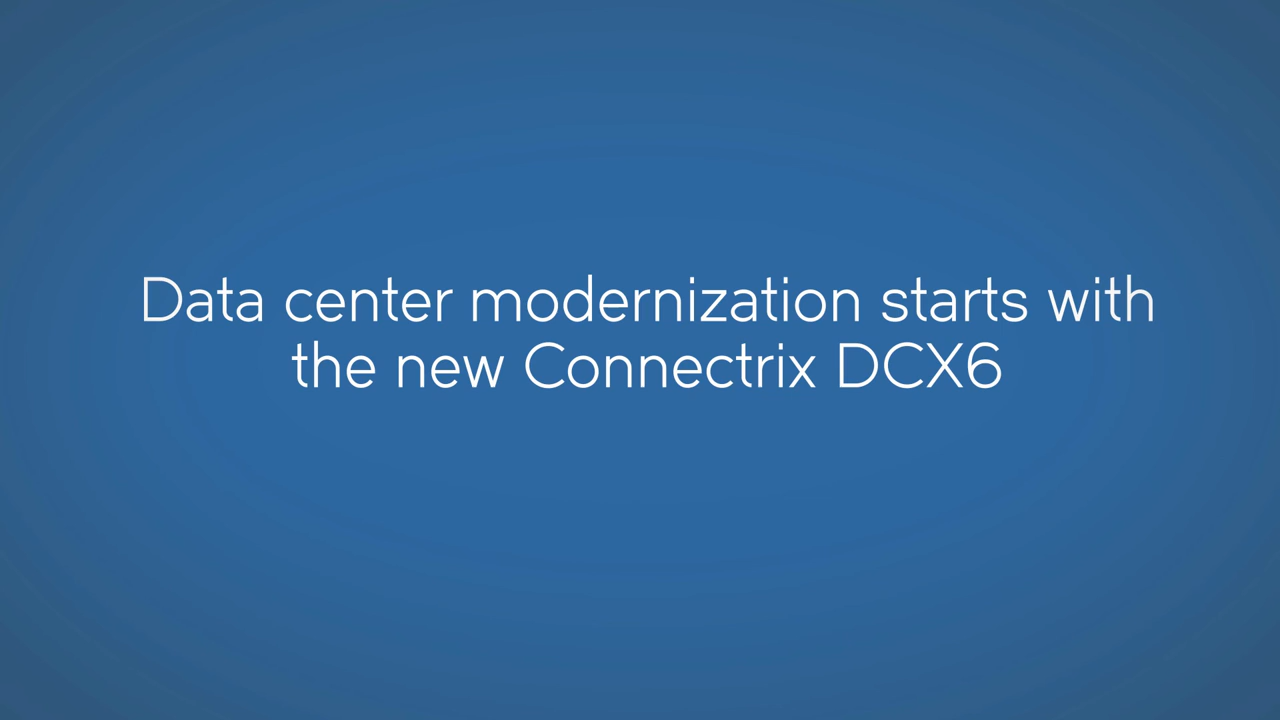 Data center modernization starts with
the new Connectrix DCX6